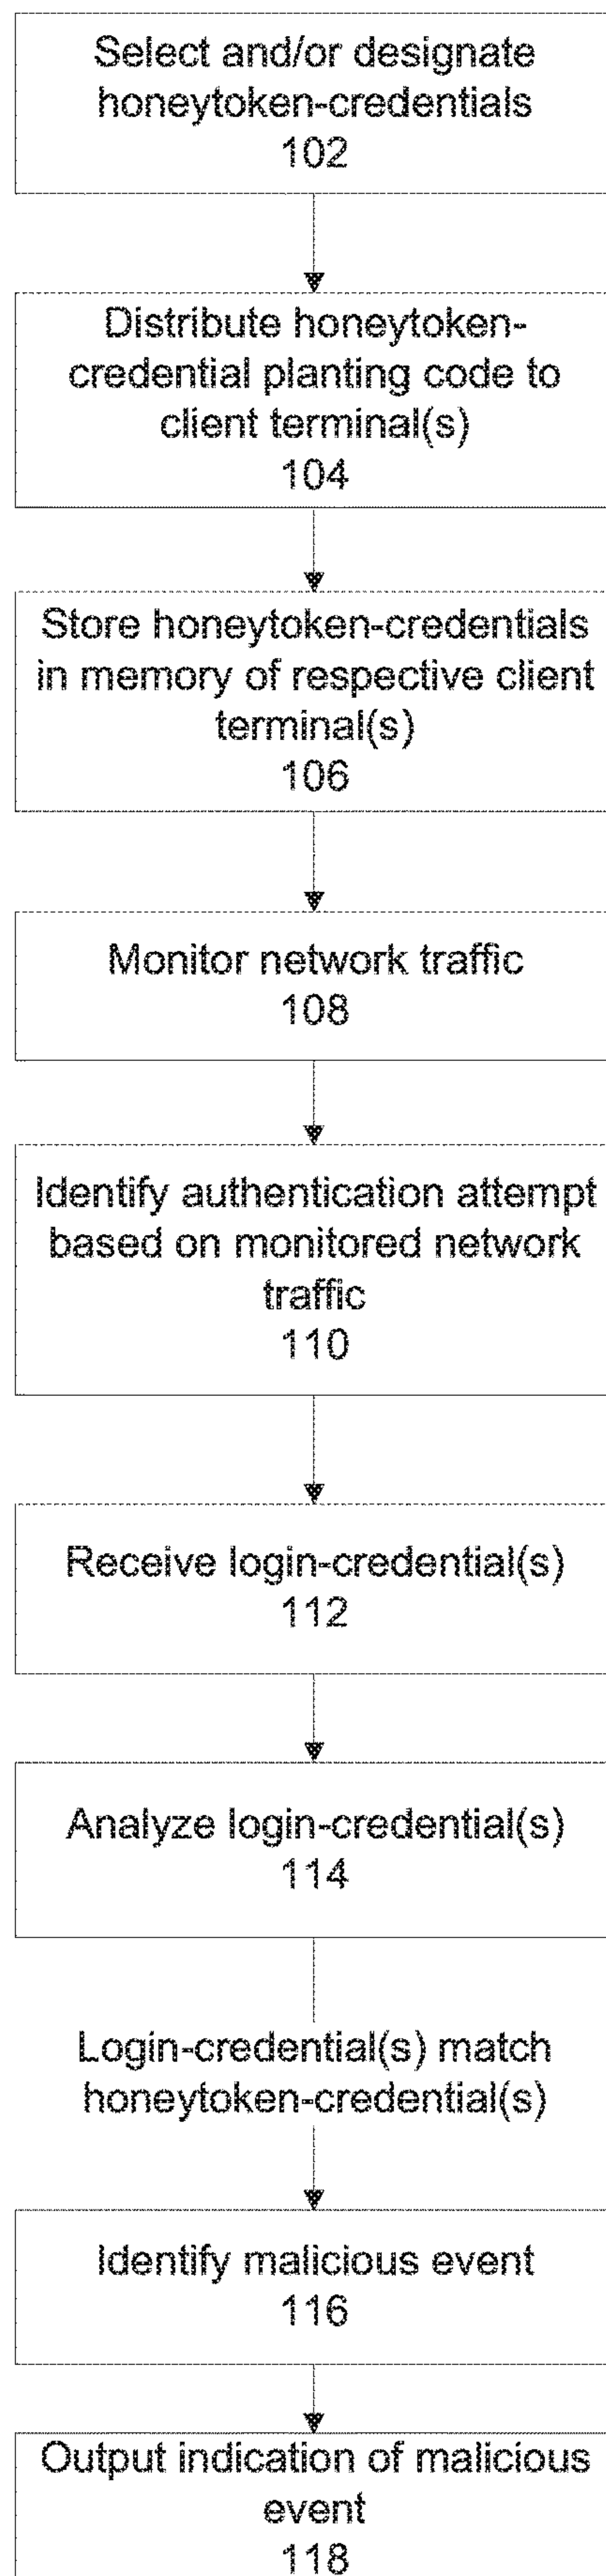 Select and/or designate
honeytoken-credentials
102
Distribute honeytoken-
credential planting code to
client terminal(s)
104
Store honeytoken-credentials
in memory of respective client
terminal(s)
106
Monitor network traffic
108
Identify authentication attempt
based on monitored network
traffic
110
Receive login-credential(s)
112
Analyze login-credential(s)
114
Login-credential(s) match
honeytoken-credential(s)
Identify malicious event
116
Output indication of malicious
event
118